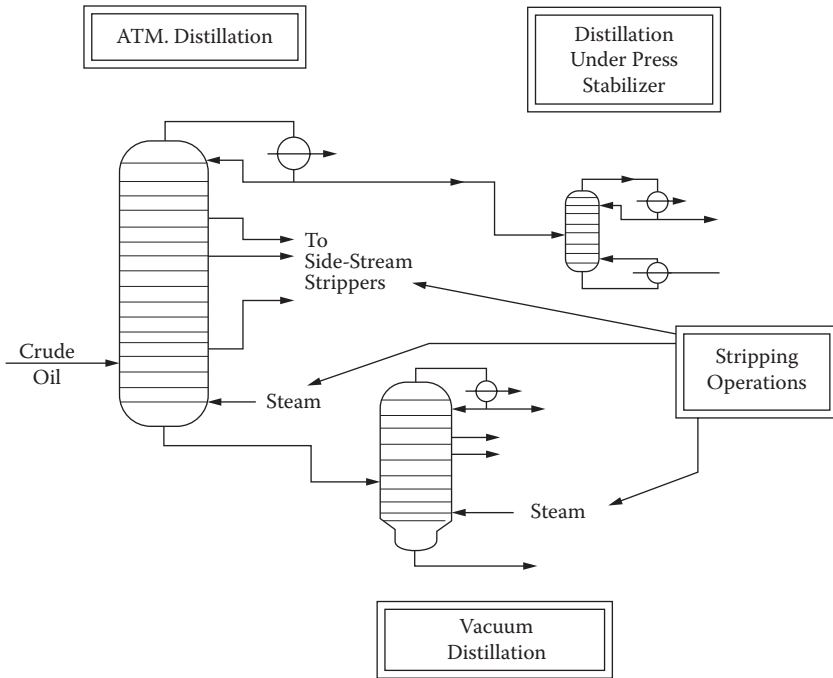 ATM. Distillation
Distillation
Under Press
Stabilizer
To
Side-Stream
Strippers
Crude
Oil
Stripping
Operations
Steam
Steam
Vacuum
Distillation